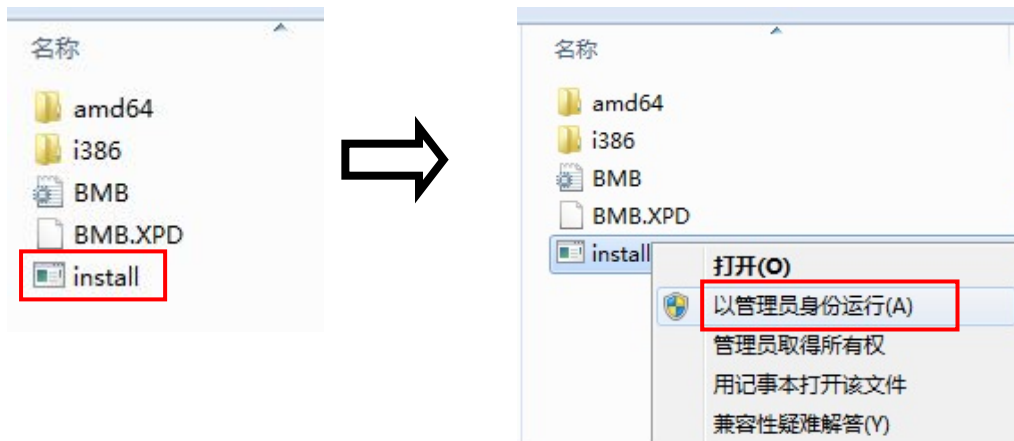 名称
amd64
i386
BMB
BMB.XPD
install
名称
amd64
i386
BMB
BMB.XPD
install
打开(O)
以管理员身份运行(A)
管理员取得所有权
用记事本打开该文件
兼容性疑难解答(Y)